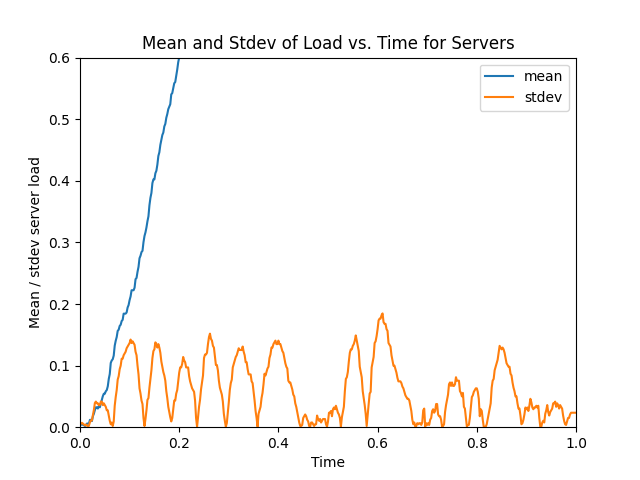 Mean and Stdev of Load vs. Time for Servers
mean
stdev
Mean / stdev server load
0.6
0.5
0.4
0.3
0.2
0.1
0.0
0.0 0.2 0.4 0.6 0.8 1.0
Time